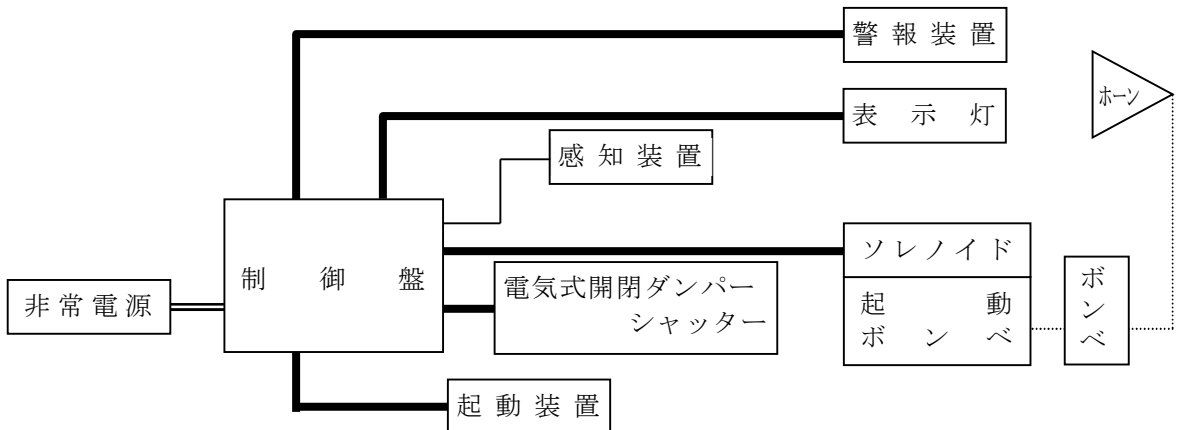 警報装置
ホーン
表示灯
感知装置
制御盤
ソレノイド
非常電源
電気式開閉ダンパー
シャッター
起動
ボンベ
ボンベ
起動装置